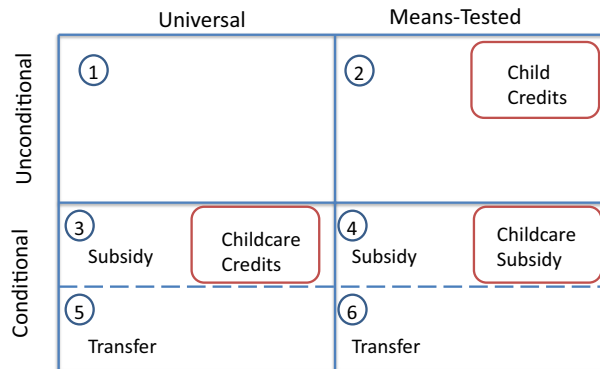 Universal
Means-Tested
Unconditional
1
2
Child
Credits
Conditional
3
Subsidy
Childcare
Credits
4
Subsidy
Childcare
Subsidy
5
Transfer
6
Transfer